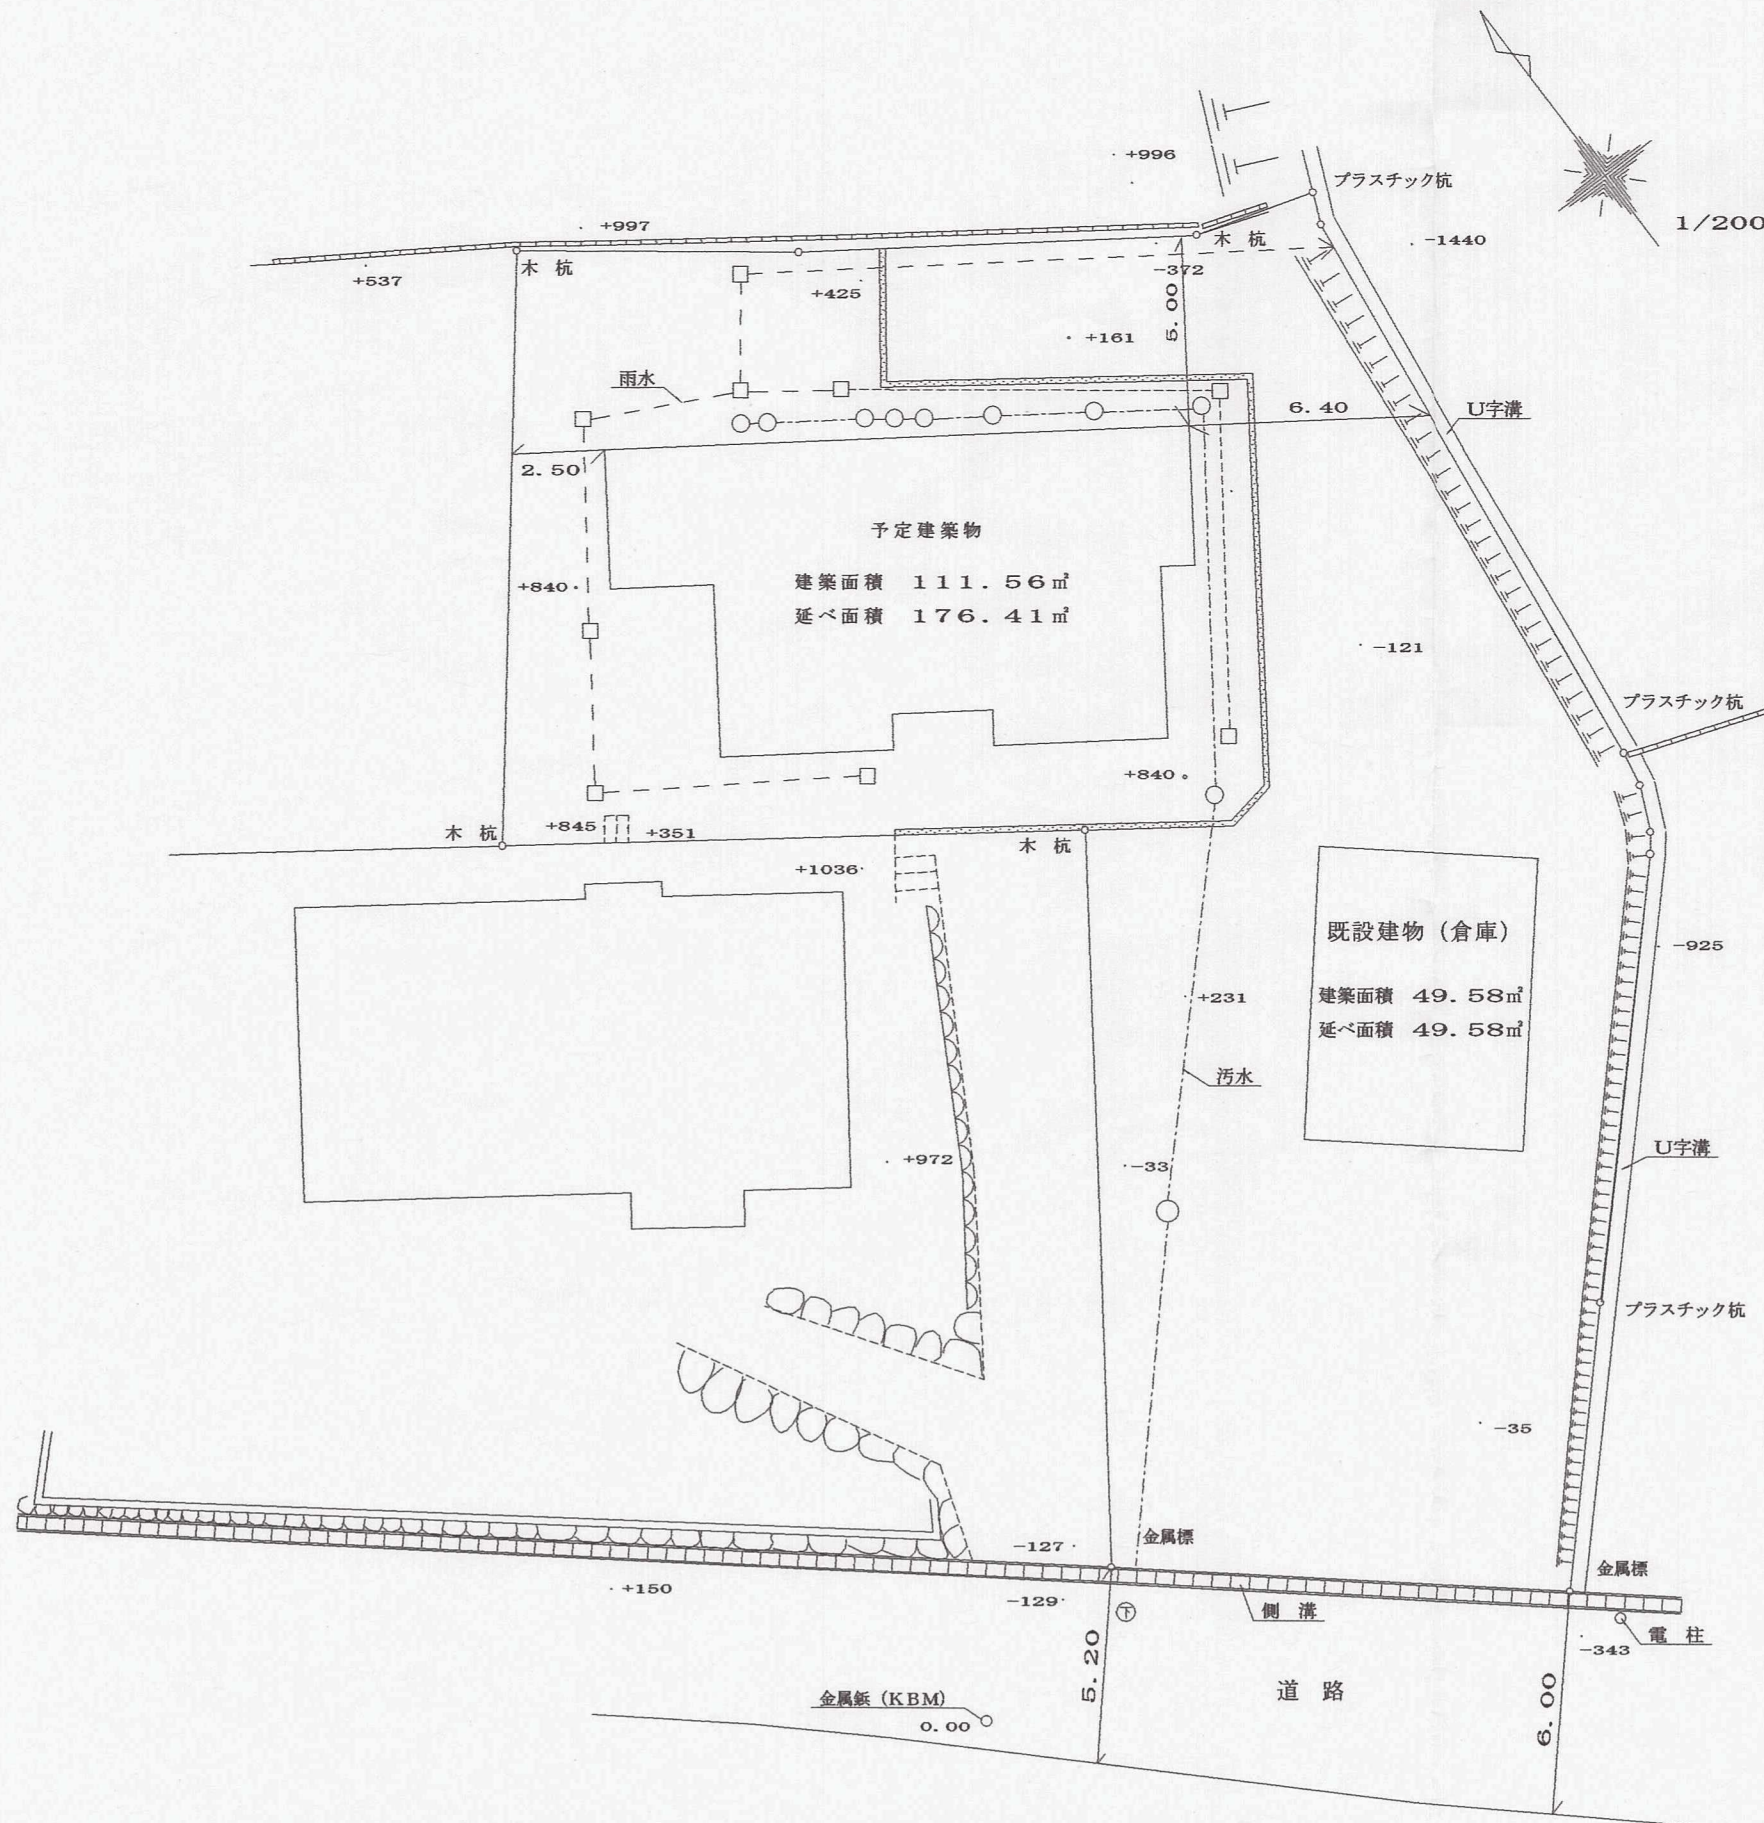 +996
プラスチック杭
1/200
+997
木 杭
-1440
+537
木 杭
-372
+425
5.00
+161
雨水
6.40
U字溝
2.50
予定建築物
建築面積 111.56㎡
延べ面積 176.41㎡
+840
-121
プラスチック杭
+840
木 杭
+845
+351
木 杭
+1036
既設建物（倉庫）
-925
建築面積 49.58㎡
延べ面積 49.58㎡
+231
汚水
+972
-33
U字溝
プラスチック杭
-35
-127
金属標
金属標
+150
-129
下
側 溝
電 柱
-343
5.20
道 路
金属鋲(KBM)
0.00
6.00